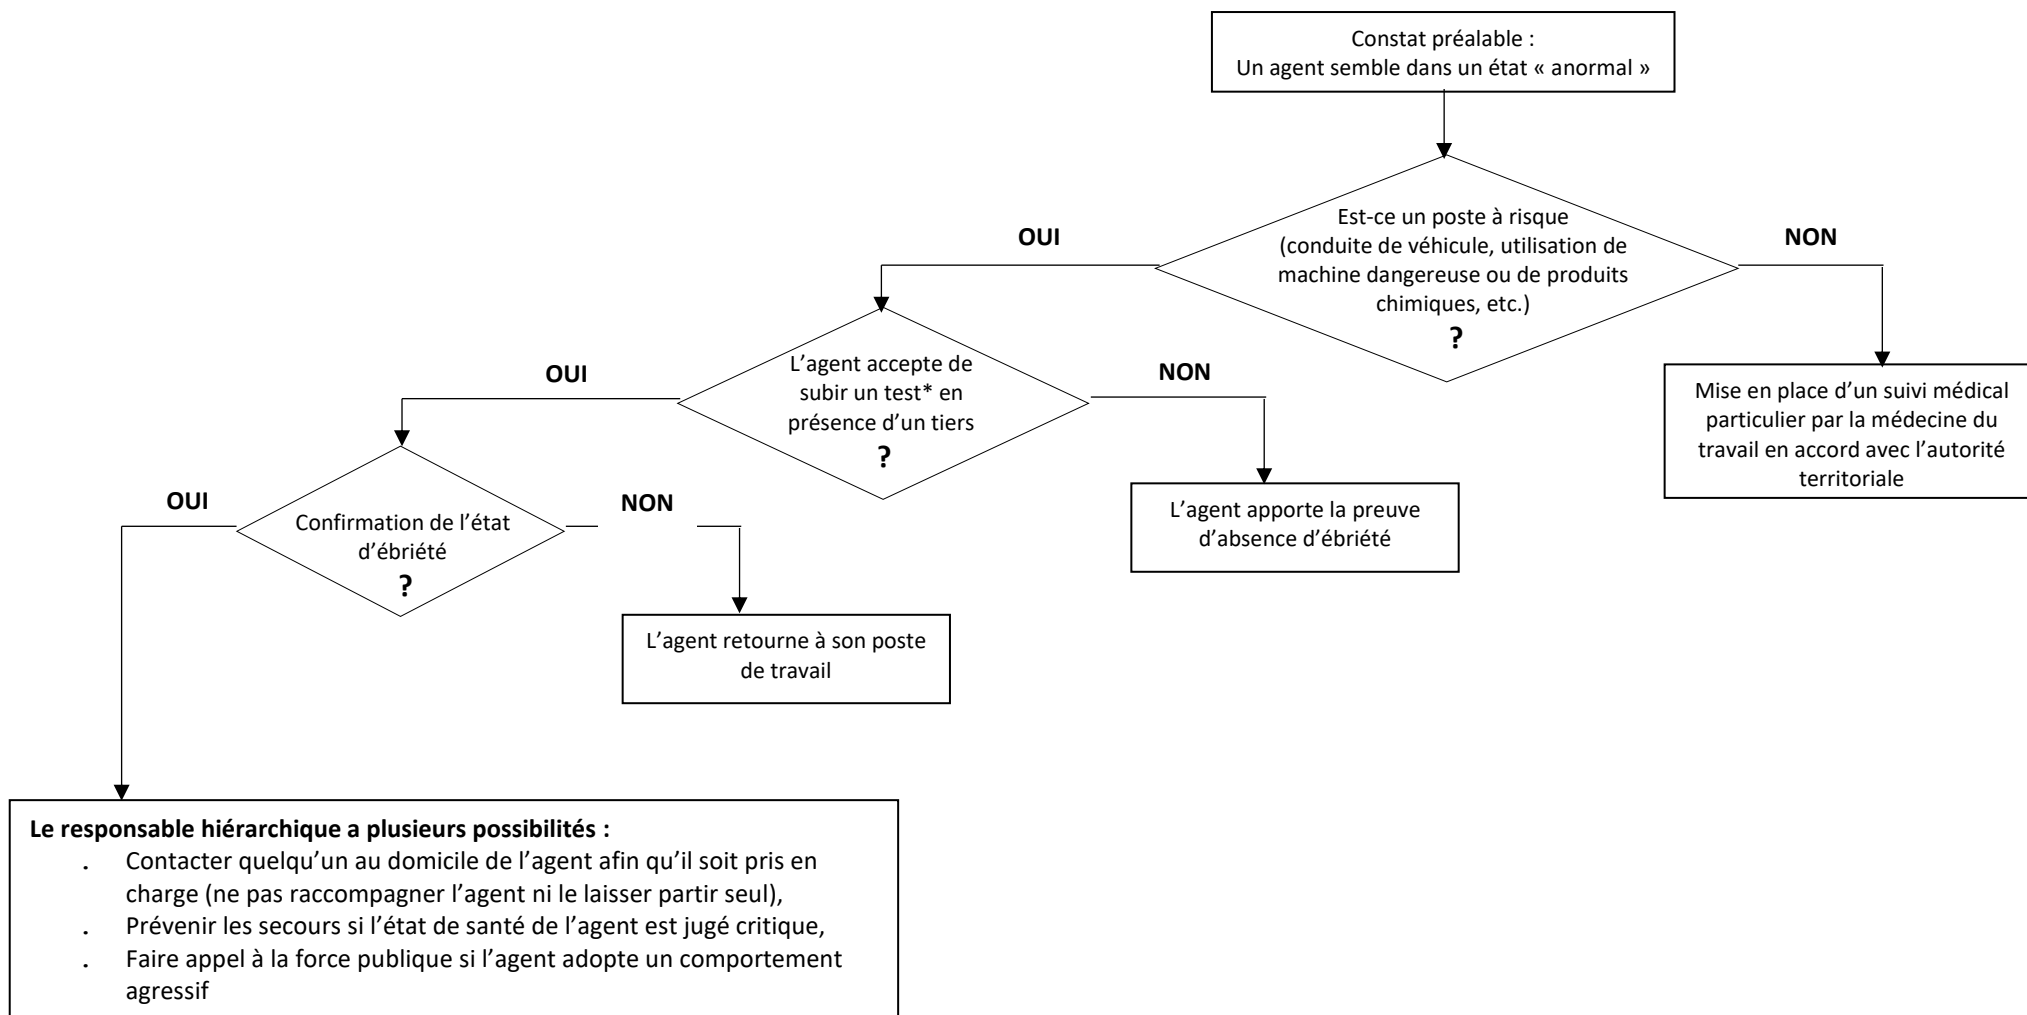 Constat préalable :
Un agent semble dans un état « anormal »
Est-ce un poste à risque
(conduite de véhicule, utilisation de
machine dangereuse ou de produits
chimiques, etc.)
?
OUI
NON
L’agent accepte de
subir un test* en
présence d’un tiers
?
OUI
NON
Mise en place d’un suivi médical
particulier par la médecine du
travail en accord avec l’autorité
territoriale
Confirmation de l’état
d’ébriété
?
OUI
NON
L’agent apporte la preuve
d’absence d’ébriété
L’agent retourne à son poste
de travail
Le responsable hiérarchique a plusieurs possibilités :
. Contacter quelqu’un au domicile de l’agent afin qu’il soit pris en
charge (ne pas raccompagner l’agent ni le laisser partir seul),
. Prévenir les secours si l’état de santé de l’agent est jugé critique,
. Faire appel à la force publique si l’agent adopte un comportement
agressif